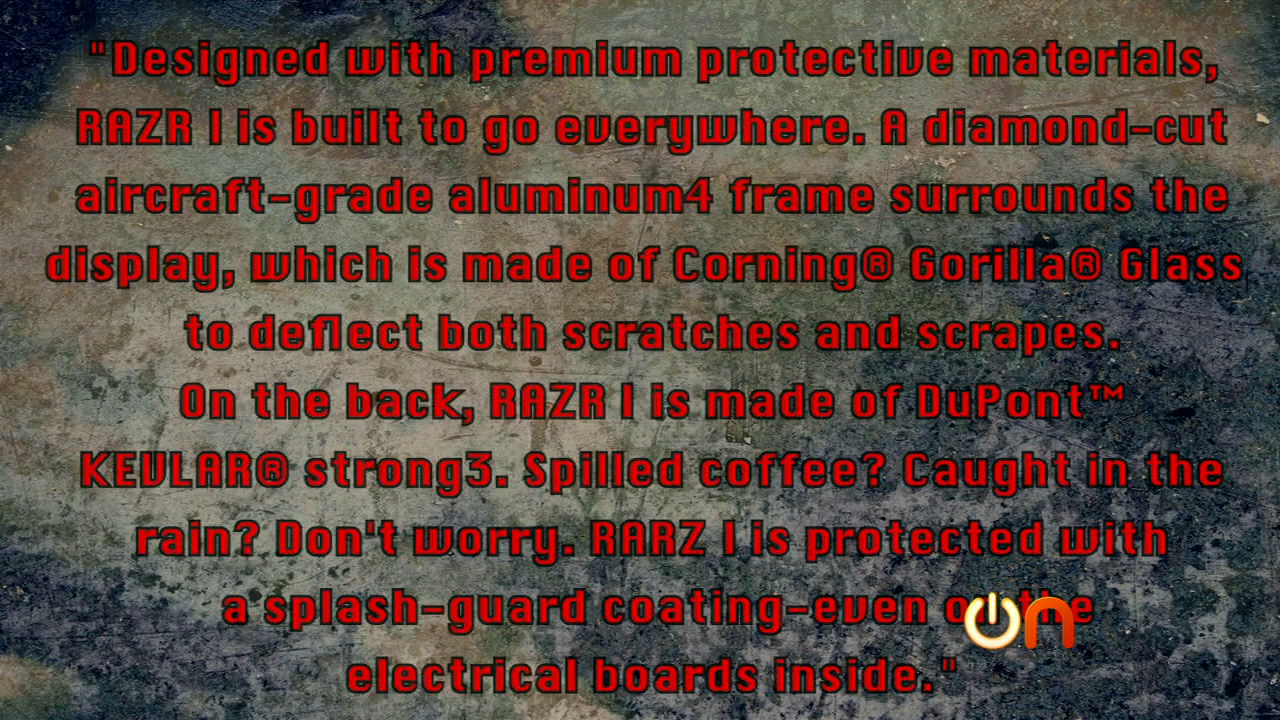 "Designed with premium protective materials,
RAZR I is built to go everywhere. A diamond-cut
aircraft-grade aluminum4 frame surrounds the
display, which is made of Corning® Gorilla® Glass
to deflect both scratches and scrapes.
On the back, RAZR I is made of DuPont™
KEVLAR® strong3. Spilled coffee? Caught in the
rain? Don't worry. RARZ I is protected with
a splash-guard coating-even on the
electrical boards inside."
on